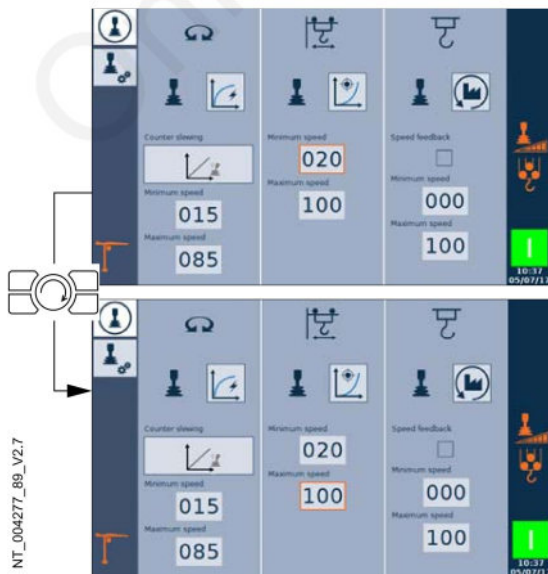 Counter slewing
Minimum speed
015
Maximum speed
085
Minimum speed
020
Maximum speed
100
Speed feedback
Minimum speed
000
Maximum speed
100
10:37
05/07/17
Counter slewing
Minimum speed
015
Maximum speed
085
Minimum speed
020
Maximum speed
100
Speed feedback
Minimum speed
000
Maximum speed
100
10:37
NT_004277_89_V2.7